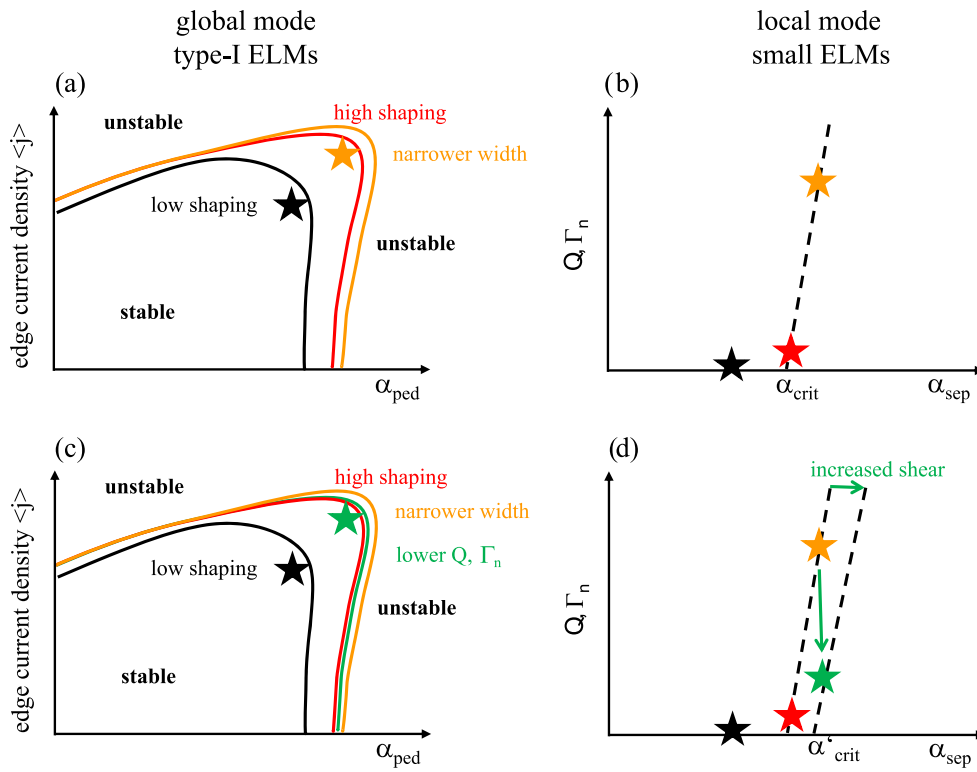 global mode
type-I ELMs
local mode
small ELMs
(a)
unstable
high shaping
narrower width
low shaping
unstable
stable
edge current density <j>
α_ped
(b)
Q, Γ_n
α_crit
α_sep
(c)
unstable
high shaping
narrower width
low shaping
lower Q, Γ_n
unstable
stable
edge current density <j>
α_ped
(d)
increased shear
Q, Γ_n
α‘_crit
α_sep